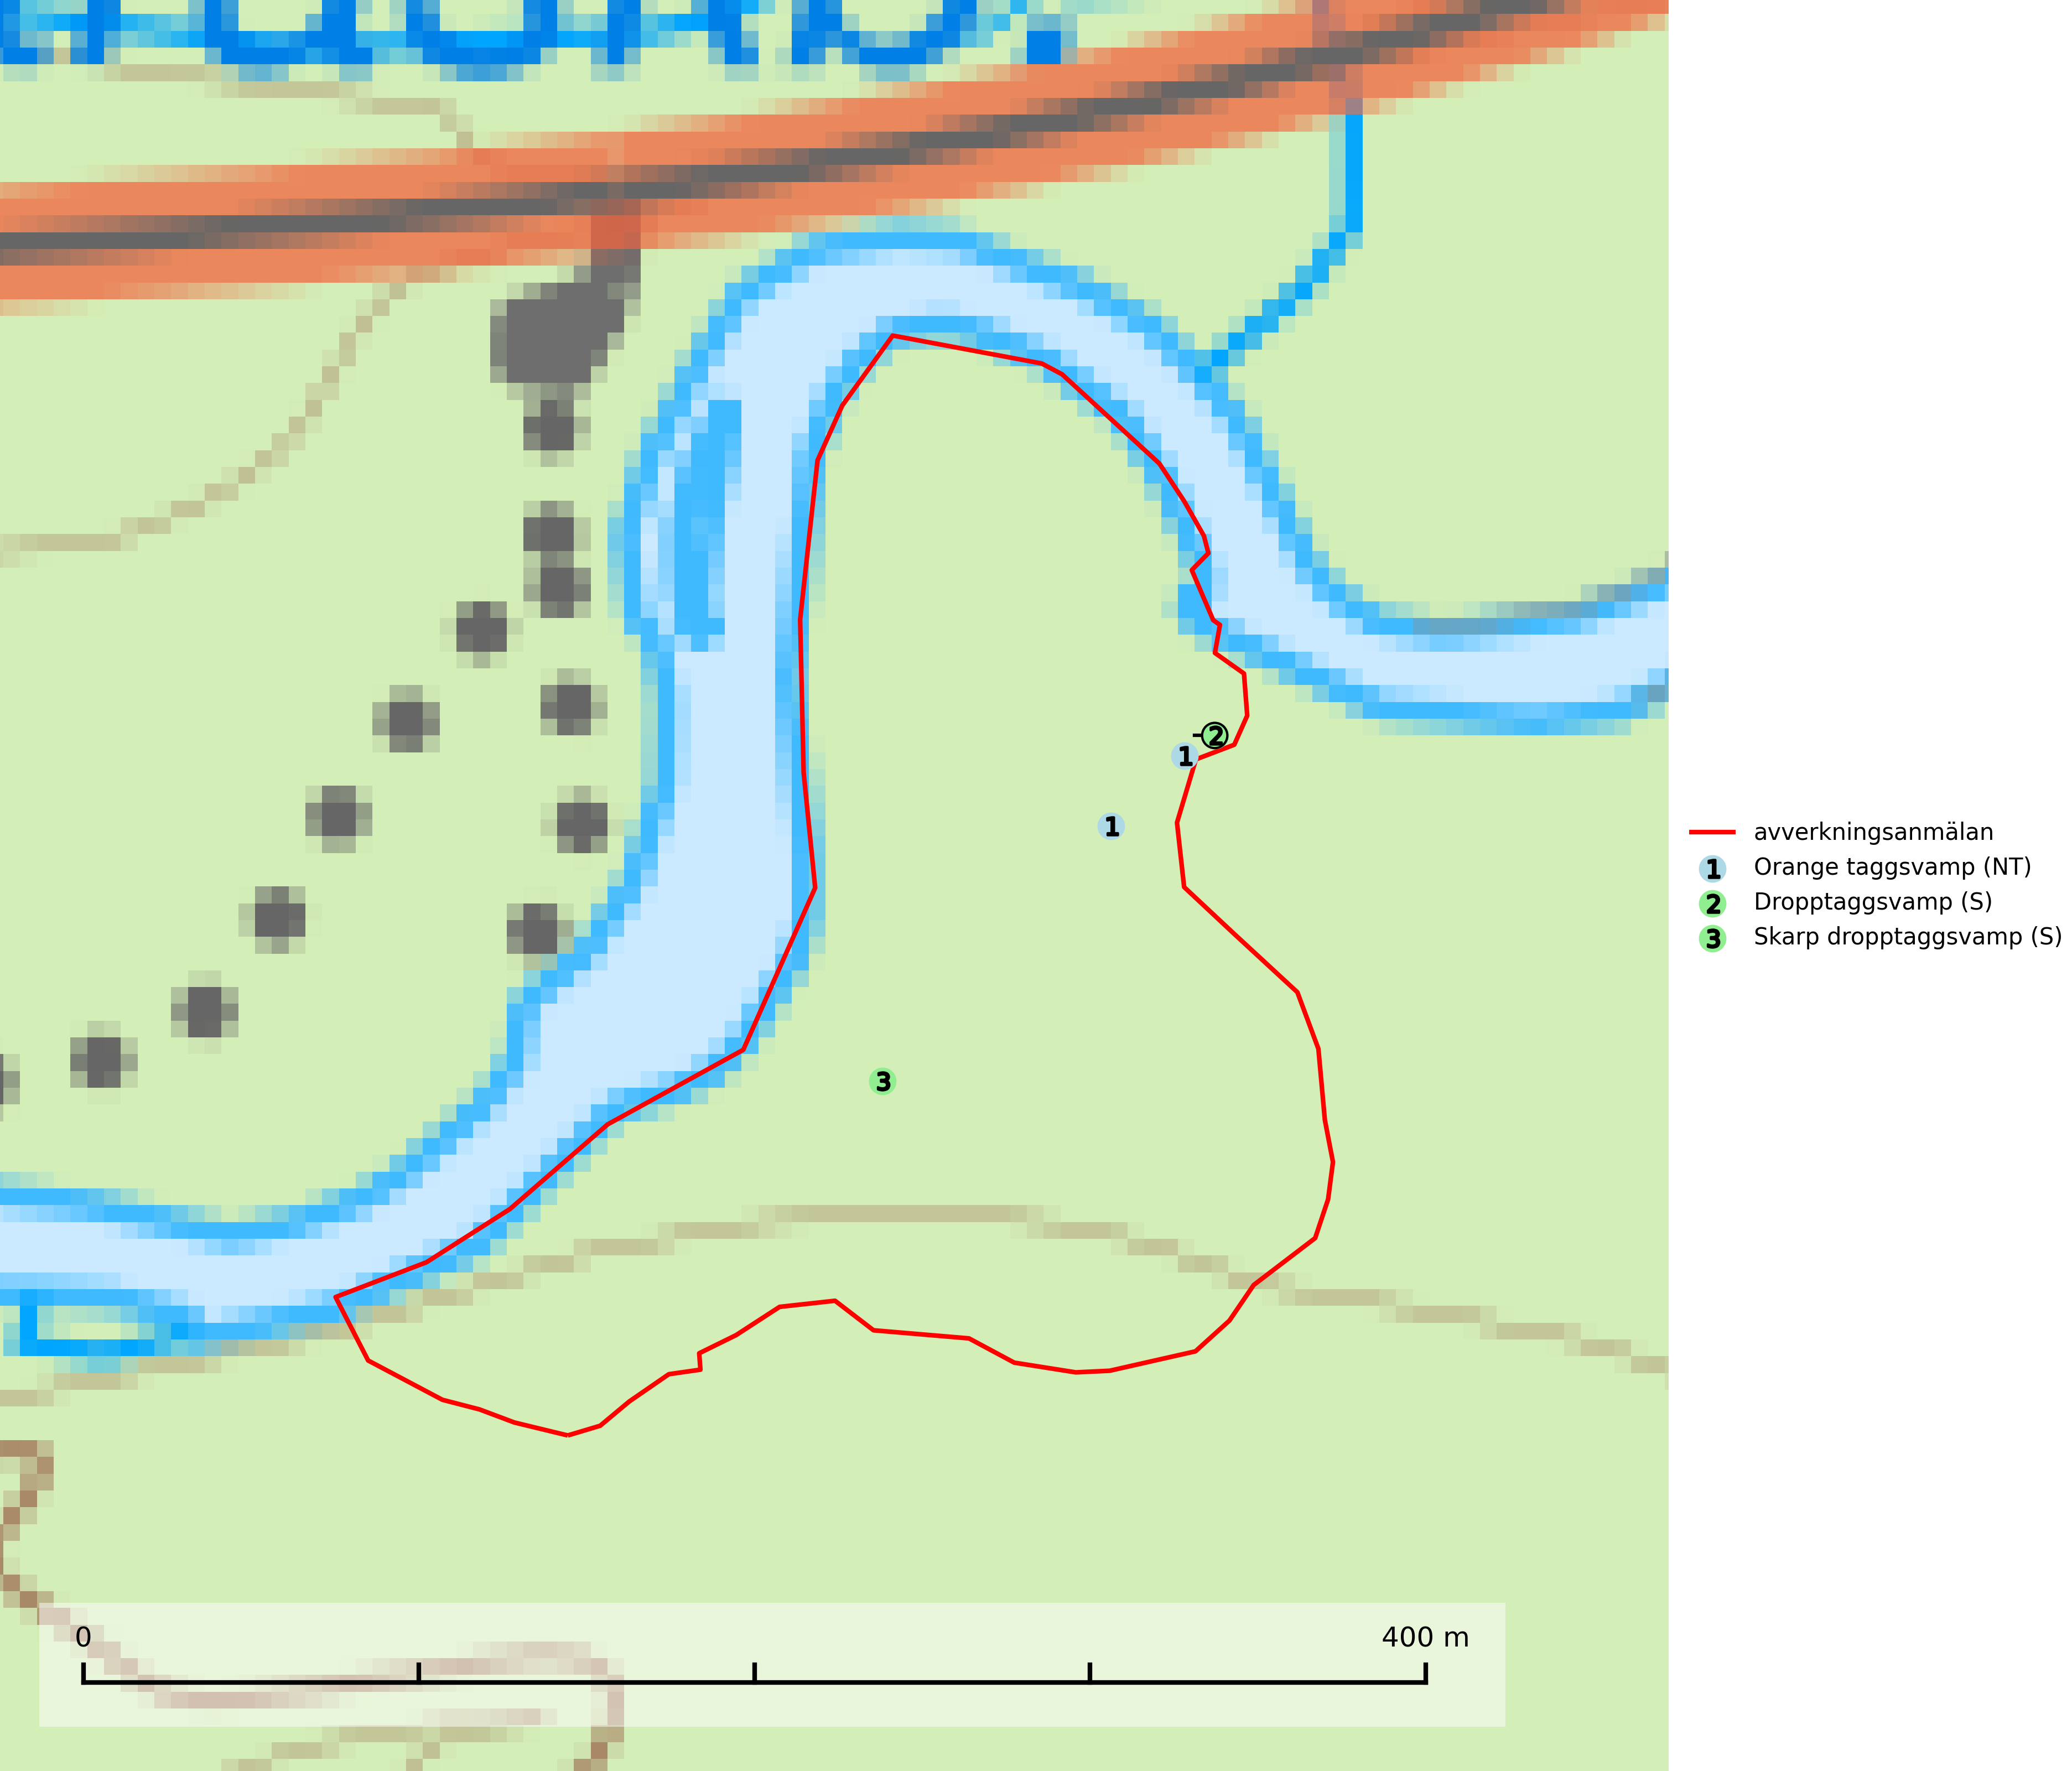 2
1
1
3
avverkningsanmälan
1 Orange taggsvamp (NT)
2 Dropptaggsvamp (S)
3 Skarp dropptaggsvamp (S)
0 400 m